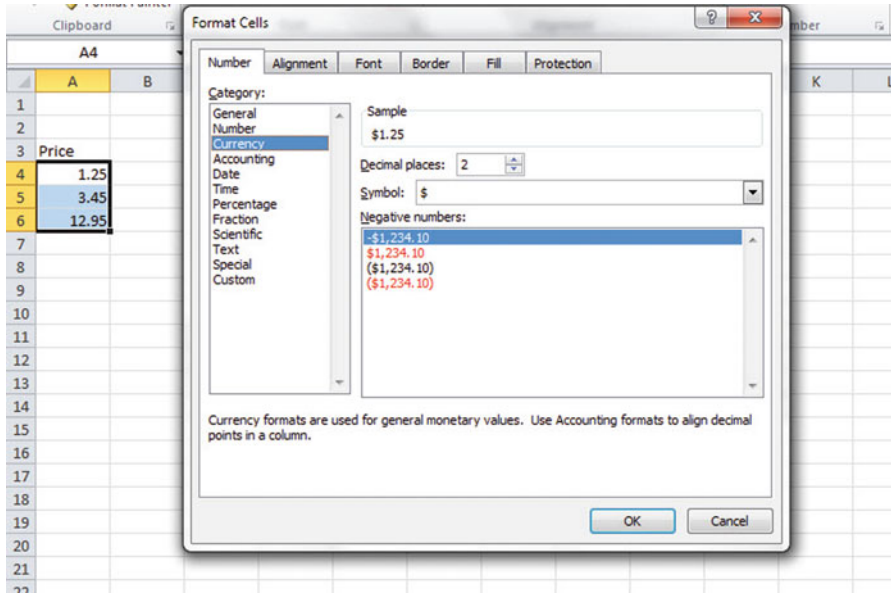 Format Painter
Clipboard
Format Cells
mber
A4
A
B
K
1
2
3
4
5
6
7
8
9
10
11
12
13
14
15
16
17
18
19
20
21
22
Price
1.25
3.45
12.95
Number
Alignment
Font
Border
Fill
Protection
Category:
General
Number
Currency
Accounting
Date
Time
Percentage
Fraction
Scientific
Text
Special
Custom
Sample
$1.25
Decimal places: 2
Symbol: $
Negative numbers:
-$1,234.10
$1,234.10
($1,234.10)
($1,234.10)
Currency formats are used for general monetary values. Use Accounting formats to align decimal
points in a column.
OK
Cancel